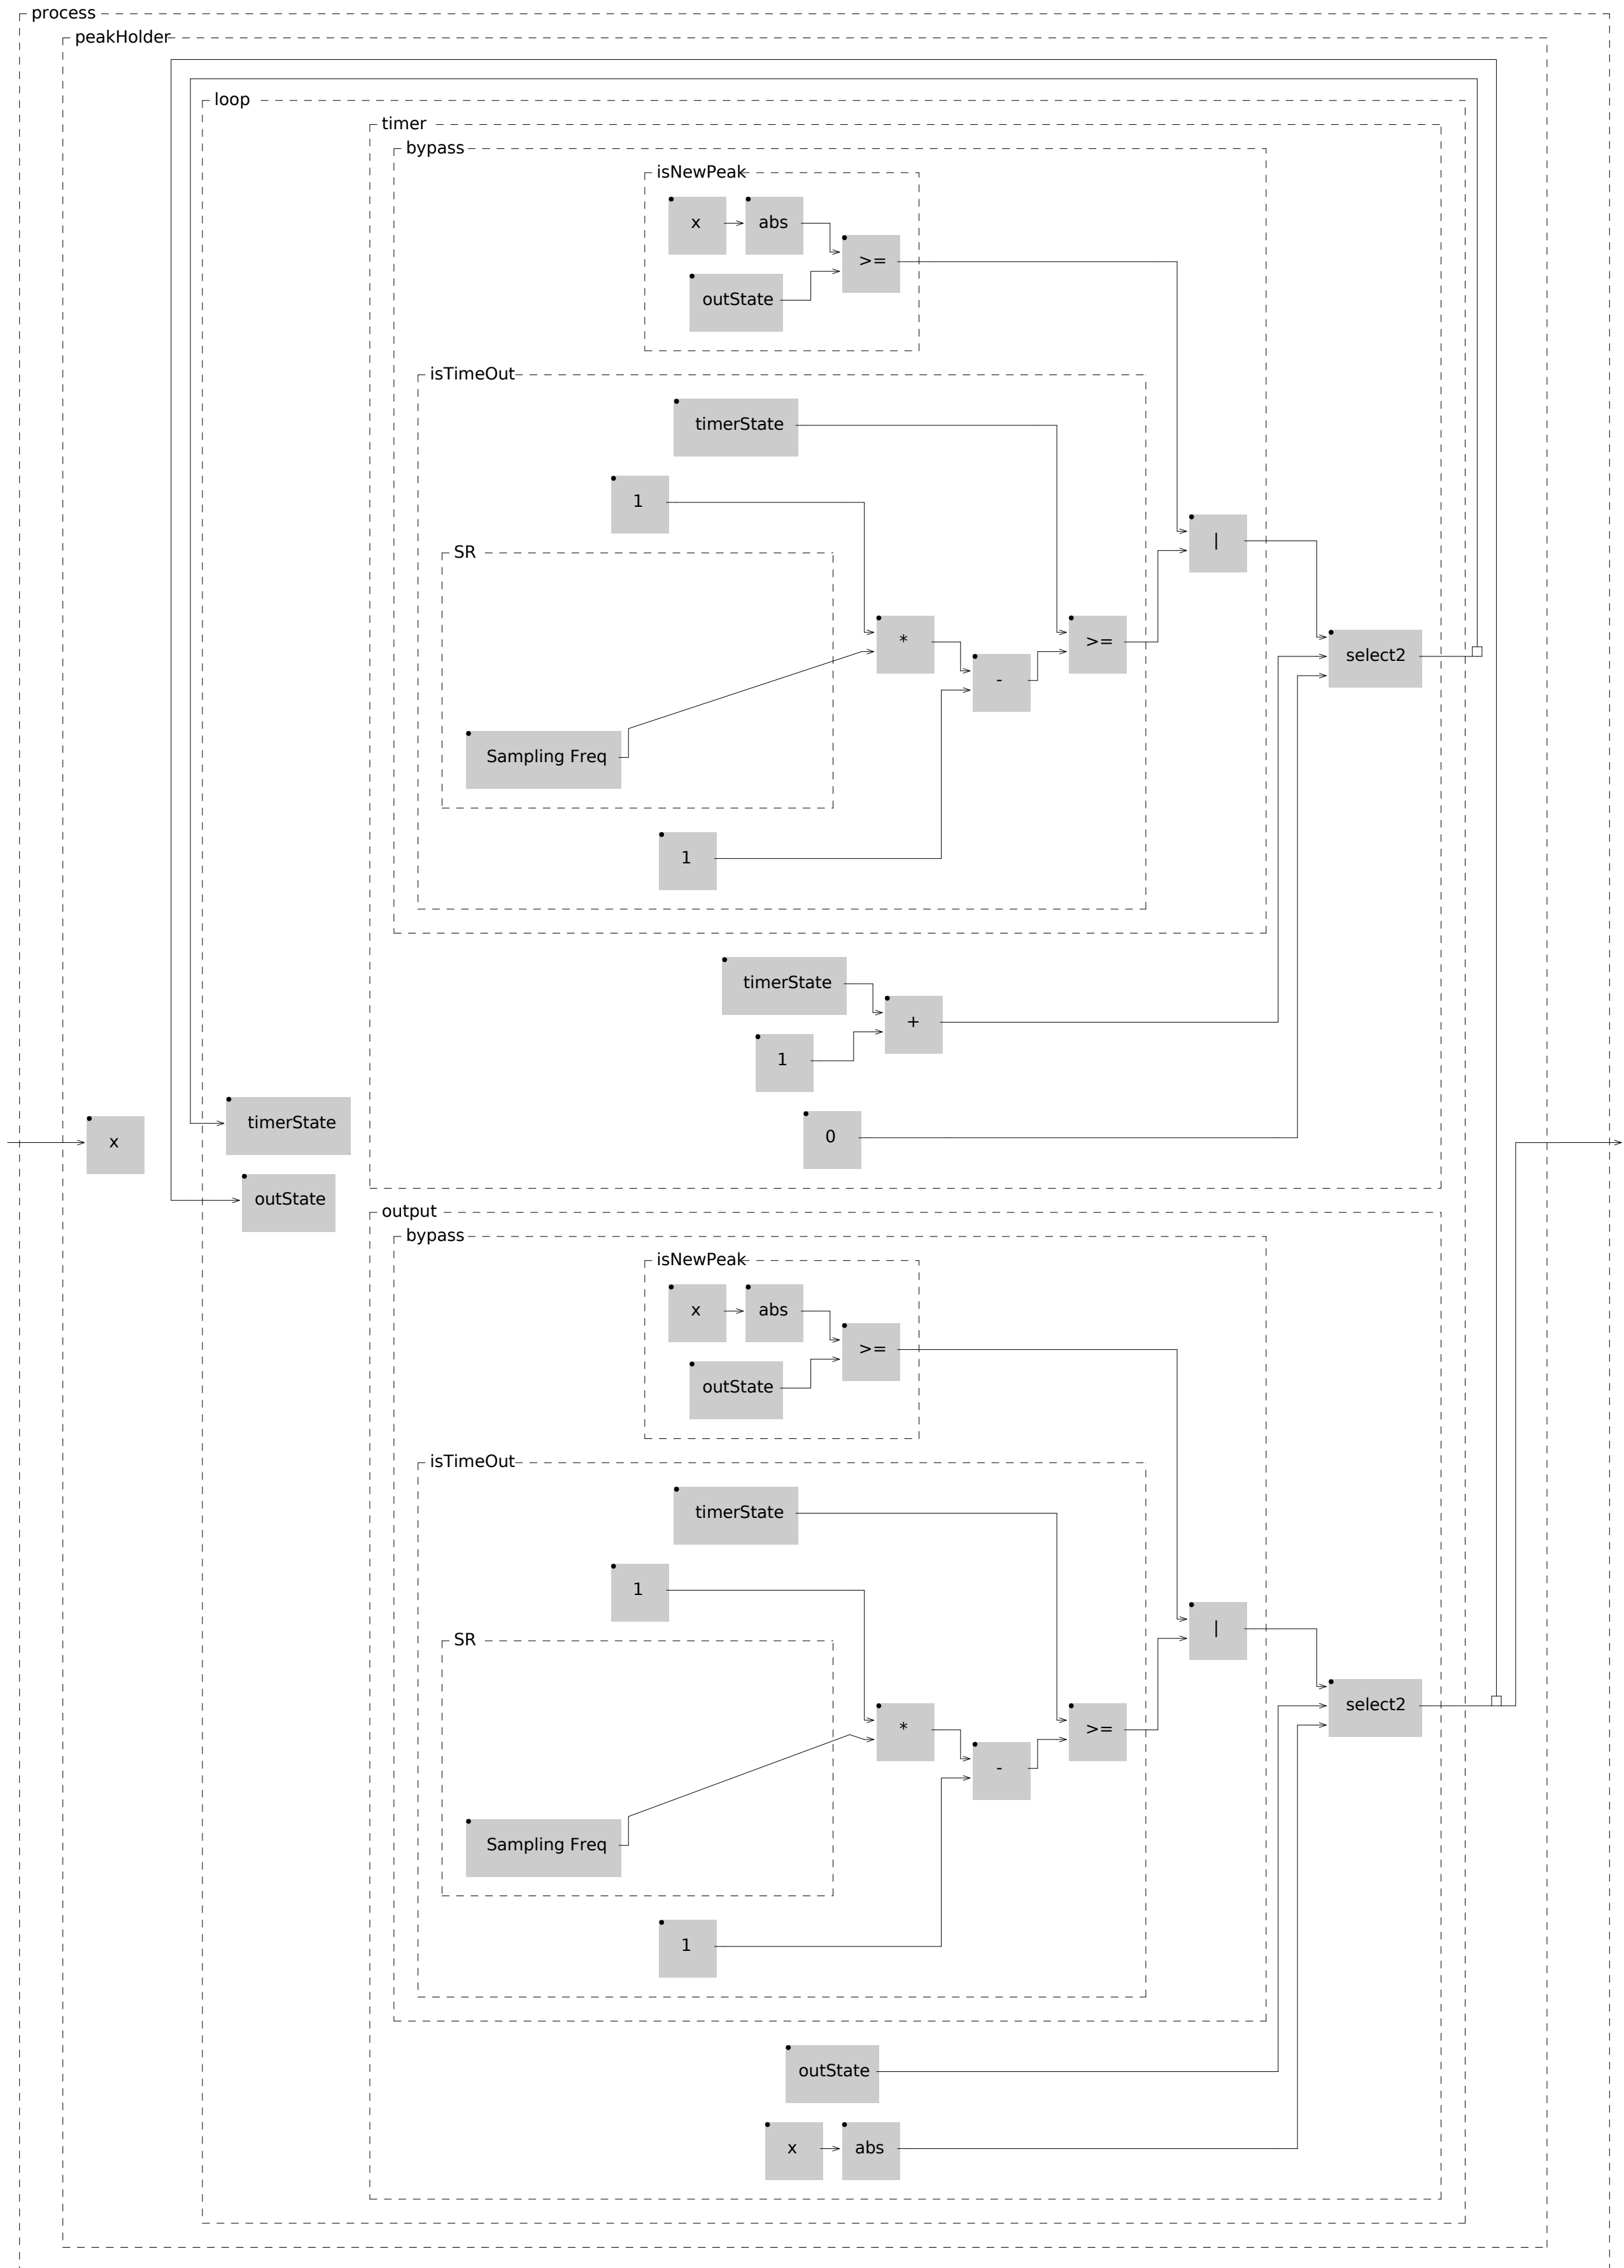 process
peakHolder
loop
timer
bypass
isNewPeak
x abs
>=
outState
isTimeOut
timerState
1
|
SR
*
>=
select2
-
Sampling Freq
1
timerState
+
1
timerState
0
x
outState
output
bypass
isNewPeak
x abs
>=
outState
isTimeOut
timerState
1
|
SR
select2
*
>=
-
Sampling Freq
1
outState
x abs